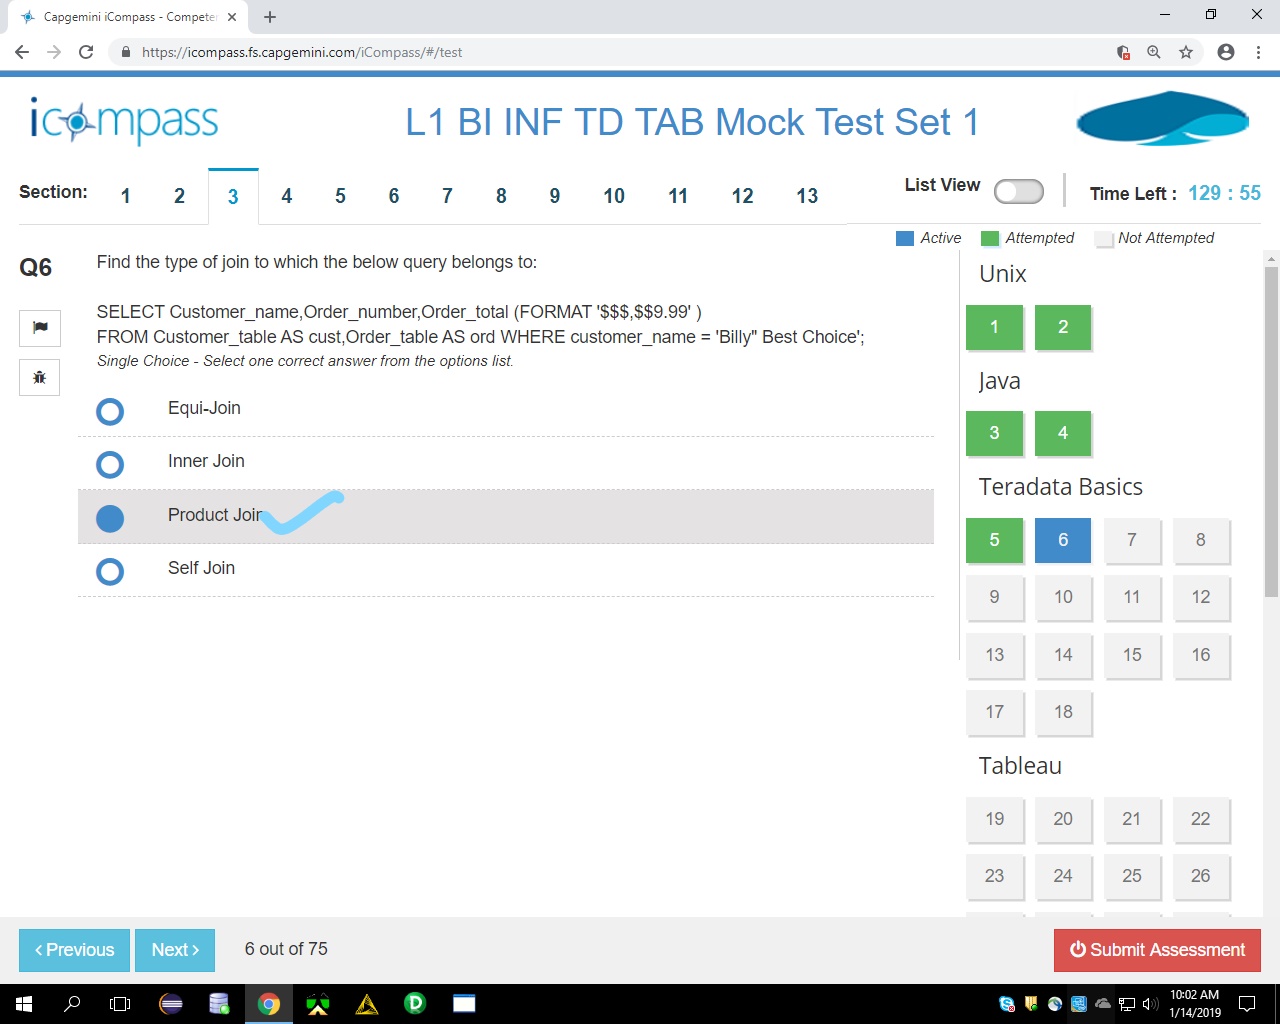 Capgemini iCompass - Competen
https://icompass.fs.capgemini.com/iCompass/#/test
icompass
L1 BI INF TD TAB Mock Test Set 1
Section: 1 2 3 4 5 6 7 8 9 10 11 12 13
List View
Time Left : 129 : 55
Active Attempted Not Attempted
Q6
Find the type of join to which the below query belongs to:
SELECT Customer_name,Order_number,Order_total (FORMAT '$$$,$$9.99' )
FROM Customer_table AS cust,Order_table AS ord WHERE customer_name = 'Billy" Best Choice';
Single Choice - Select one correct answer from the options list.
Equi-Join
Inner Join
Product Join
Self Join
Unix
1 2
Java
3 4
Teradata Basics
5 6 7 8
9 10 11 12
13 14 15 16
17 18
Tableau
19 20 21 22
23 24 25 26
Previous
Next
6 out of 75
Submit Assessment
10:02 AM
1/14/2019